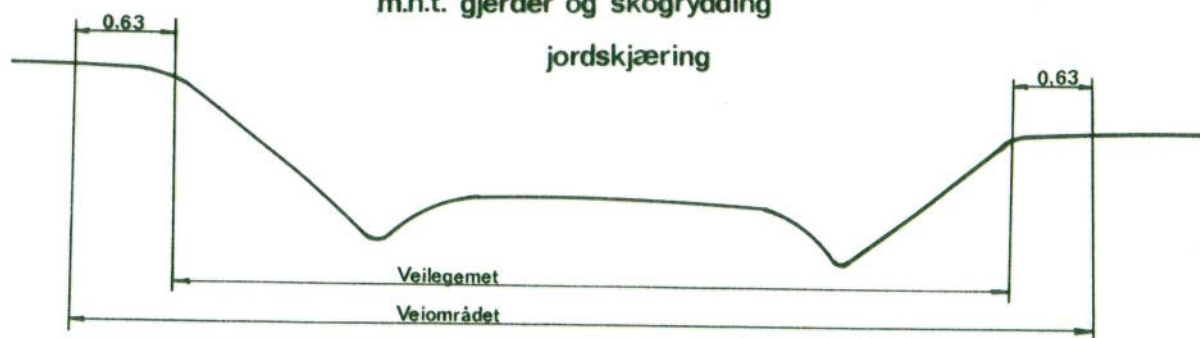 m.h.t. gjerder og skogrydding
jordskjæring
0.63
0.63
Veilegemet
Veiområdet